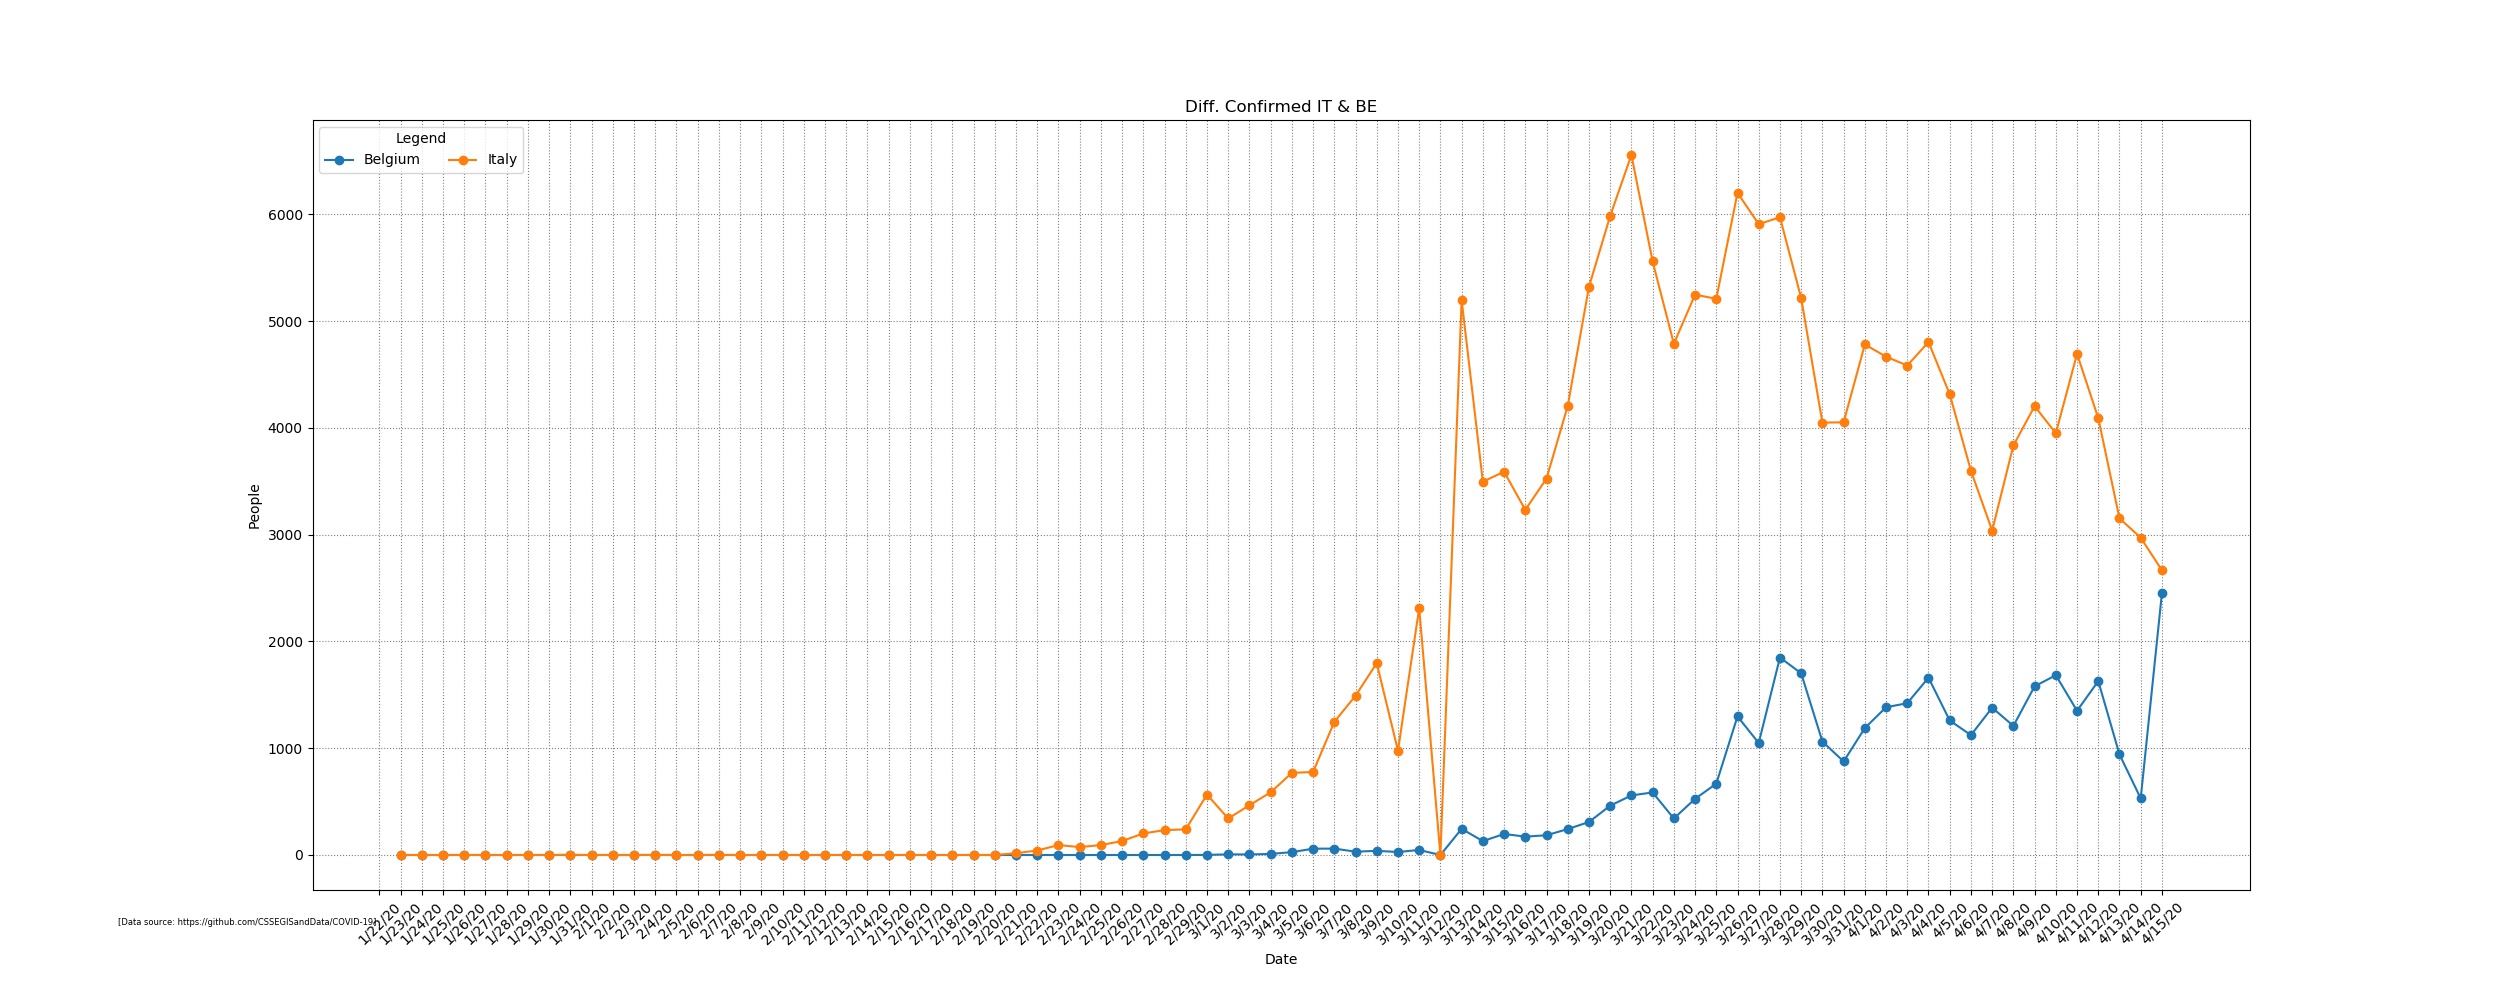 Diff. Confirmed IT & BE
Legend
Belgium Italy
6000
5000
4000
3000
2000
1000
0
People
1/22/20 1/23/20 1/24/20 1/25/20 1/26/20 1/27/20 1/28/20 1/29/20 1/30/20 1/31/20 2/1/20 2/2/20 2/3/20 2/4/20 2/5/20 2/6/20 2/7/20 2/8/20 2/9/20 2/10/20 2/11/20 2/12/20 2/13/20 2/14/20 2/15/20 2/16/20 2/17/20 2/18/20 2/19/20 2/20/20 2/21/20 2/22/20 2/23/20 2/24/20 2/25/20 2/26/20 2/27/20 2/28/20 2/29/20 3/1/20 3/2/20 3/3/20 3/4/20 3/5/20 3/6/20 3/7/20 3/8/20 3/9/20 3/10/20 3/11/20 3/12/20 3/13/20 3/14/20 3/15/20 3/16/20 3/17/20 3/18/20 3/19/20 3/20/20 3/21/20 3/22/20 3/23/20 3/24/20 3/25/20 3/26/20 3/27/20 3/28/20 3/29/20 3/30/20 3/31/20 4/1/20 4/2/20 4/3/20 4/4/20 4/5/20 4/6/20 4/7/20 4/8/20 4/9/20 4/10/20 4/11/20 4/12/20 4/13/20 4/14/20 4/15/20
[Data source: https://github.com/CSSEGISandData/COVID-19]
Date